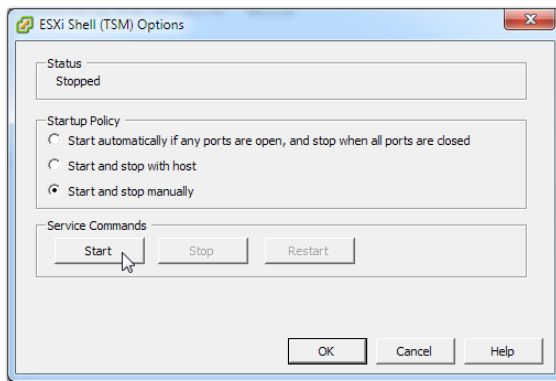 ESXi Shell (TSM) Options
Status
Stopped
Startup Policy
Start automatically if any ports are open, and stop when all ports are closed
Start and stop with host
Start and stop manually
Service Commands
Start Stop Restart
OK Cancel Help